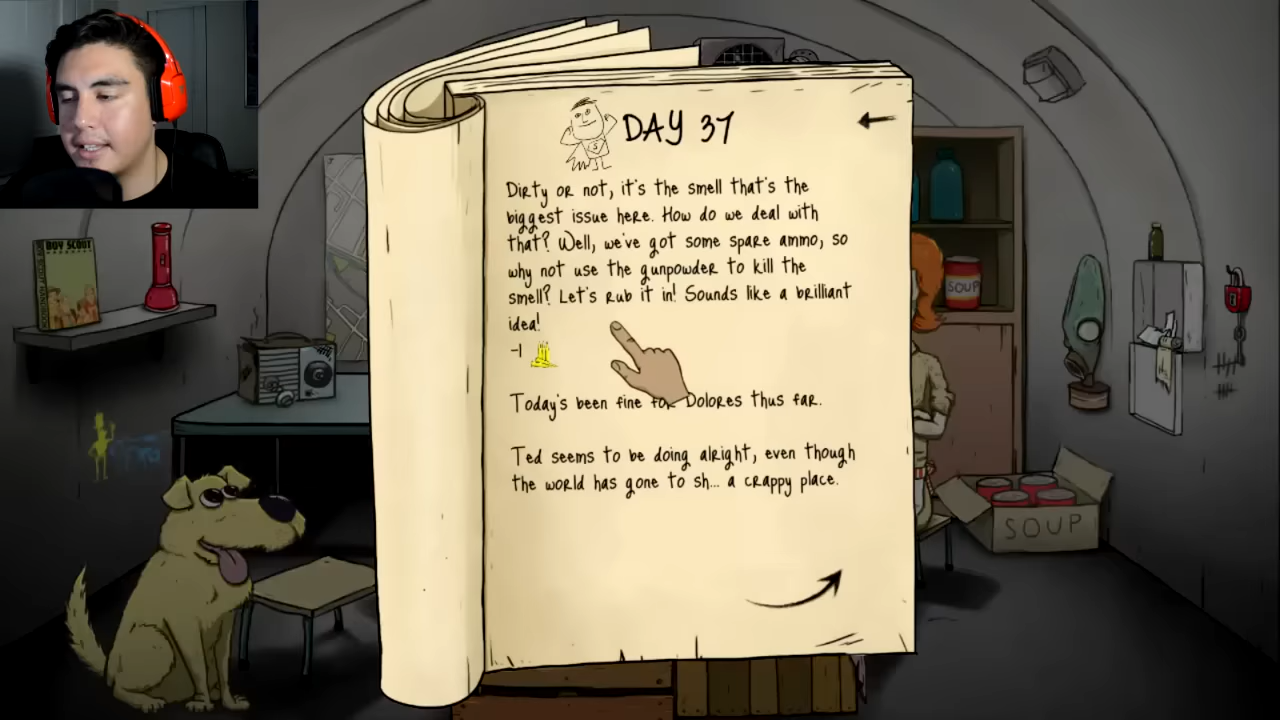 DAY 37
Dirty or not, it's the smell that's the
biggest issue here. How do we deal with
that? Well, we've got some spare ammo, so
why not use the gunpowder to kill the
smell? Let's rub it in! Sounds like a brilliant
idea!
-1
Today's been fine for Dolores thus far.
Ted seems to be doing alright, even though
the world has gone to sh... a crappy place.
BOY SCOUT
SOUP
SOUP